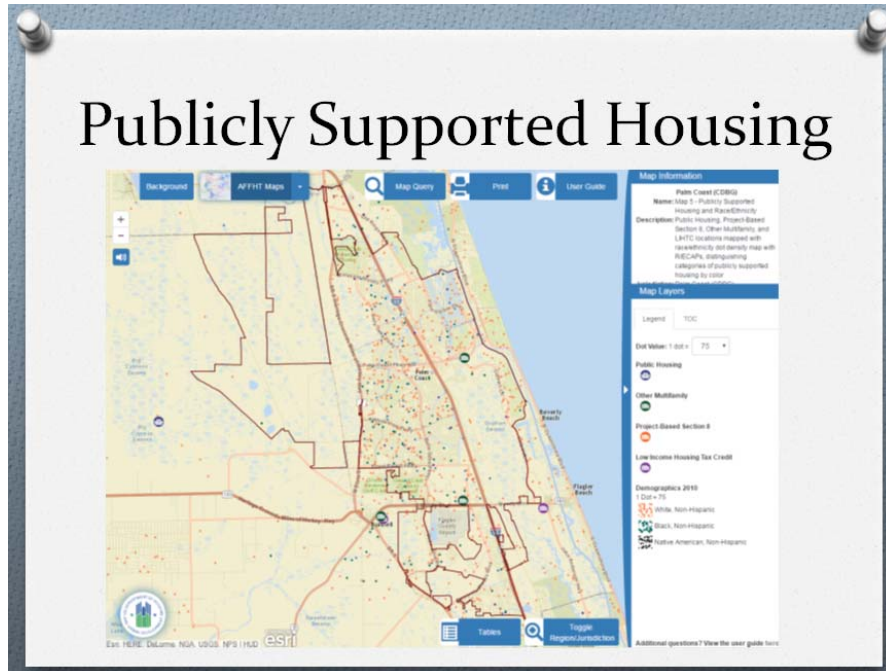 Publicly Supported Housing
Background
AFFHT Maps
Map Query
Print
User Guide
Map Information
Palm Coast (CDBG)
Name: Map 5 - Publicly Supported
Housing and Race/Ethnicity
Description: Public Housing, Project-Based
Section 8, Other Multifamily, and
LIHTC locations mapped with
race/ethnicity dot density map with
R/ECAPs, distinguishing
categories of publicly supported
housing by color
Map Layers
Legend
TOC
Dot Value: 1 dot = 75
Public Housing
Other Multifamily
Project-Based Section 8
Low Income Housing Tax Credit
Demographics 2010
1 Dot = 75
White, Non-Hispanic
Black, Non-Hispanic
Native American, Non-Hispanic
Additional questions? View the user guide here
+
−
Palm
Coast
Beverly
Beach
Flagler
Beach
Flagler
County
Airport
Tables
Toggle
Region/Jurisdiction
Esri, HERE, DeLorme, NGA, USGS, NPS | HUD
esri